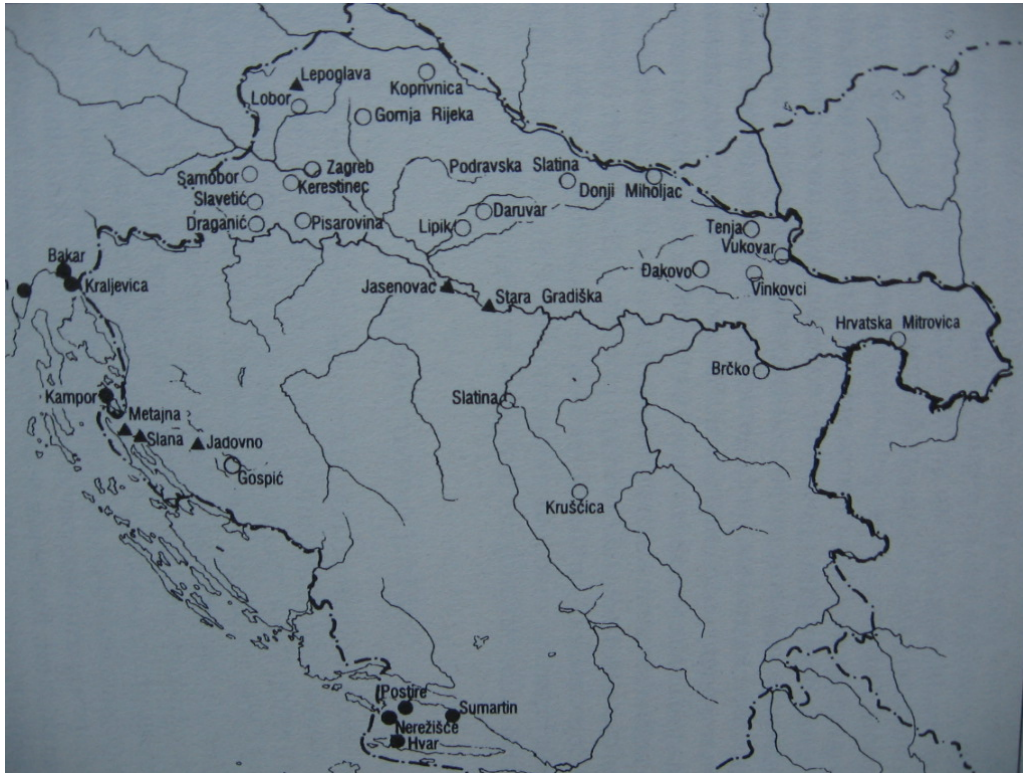 Lepoglava
Koprivnica
Lobor
Gornja Rijeka
Podravska Slatina
Zagreb
Samobor
Kerestinec
Donji Miholjac
Slavetić
Daruvar
Draganić
Pisarovina
Lipik
Tenja
Vukovar
Bakar
Đakovo
Kraljevica
Jasenovac
Vinkovci
Stara Gradiška
Hrvatska Mitrovica
Brčko
Kampor
Slatina
Metajna
Slana
Jadovno
Gospić
Kruščica
Postire
Sumartin
Nerežišće
Hvar